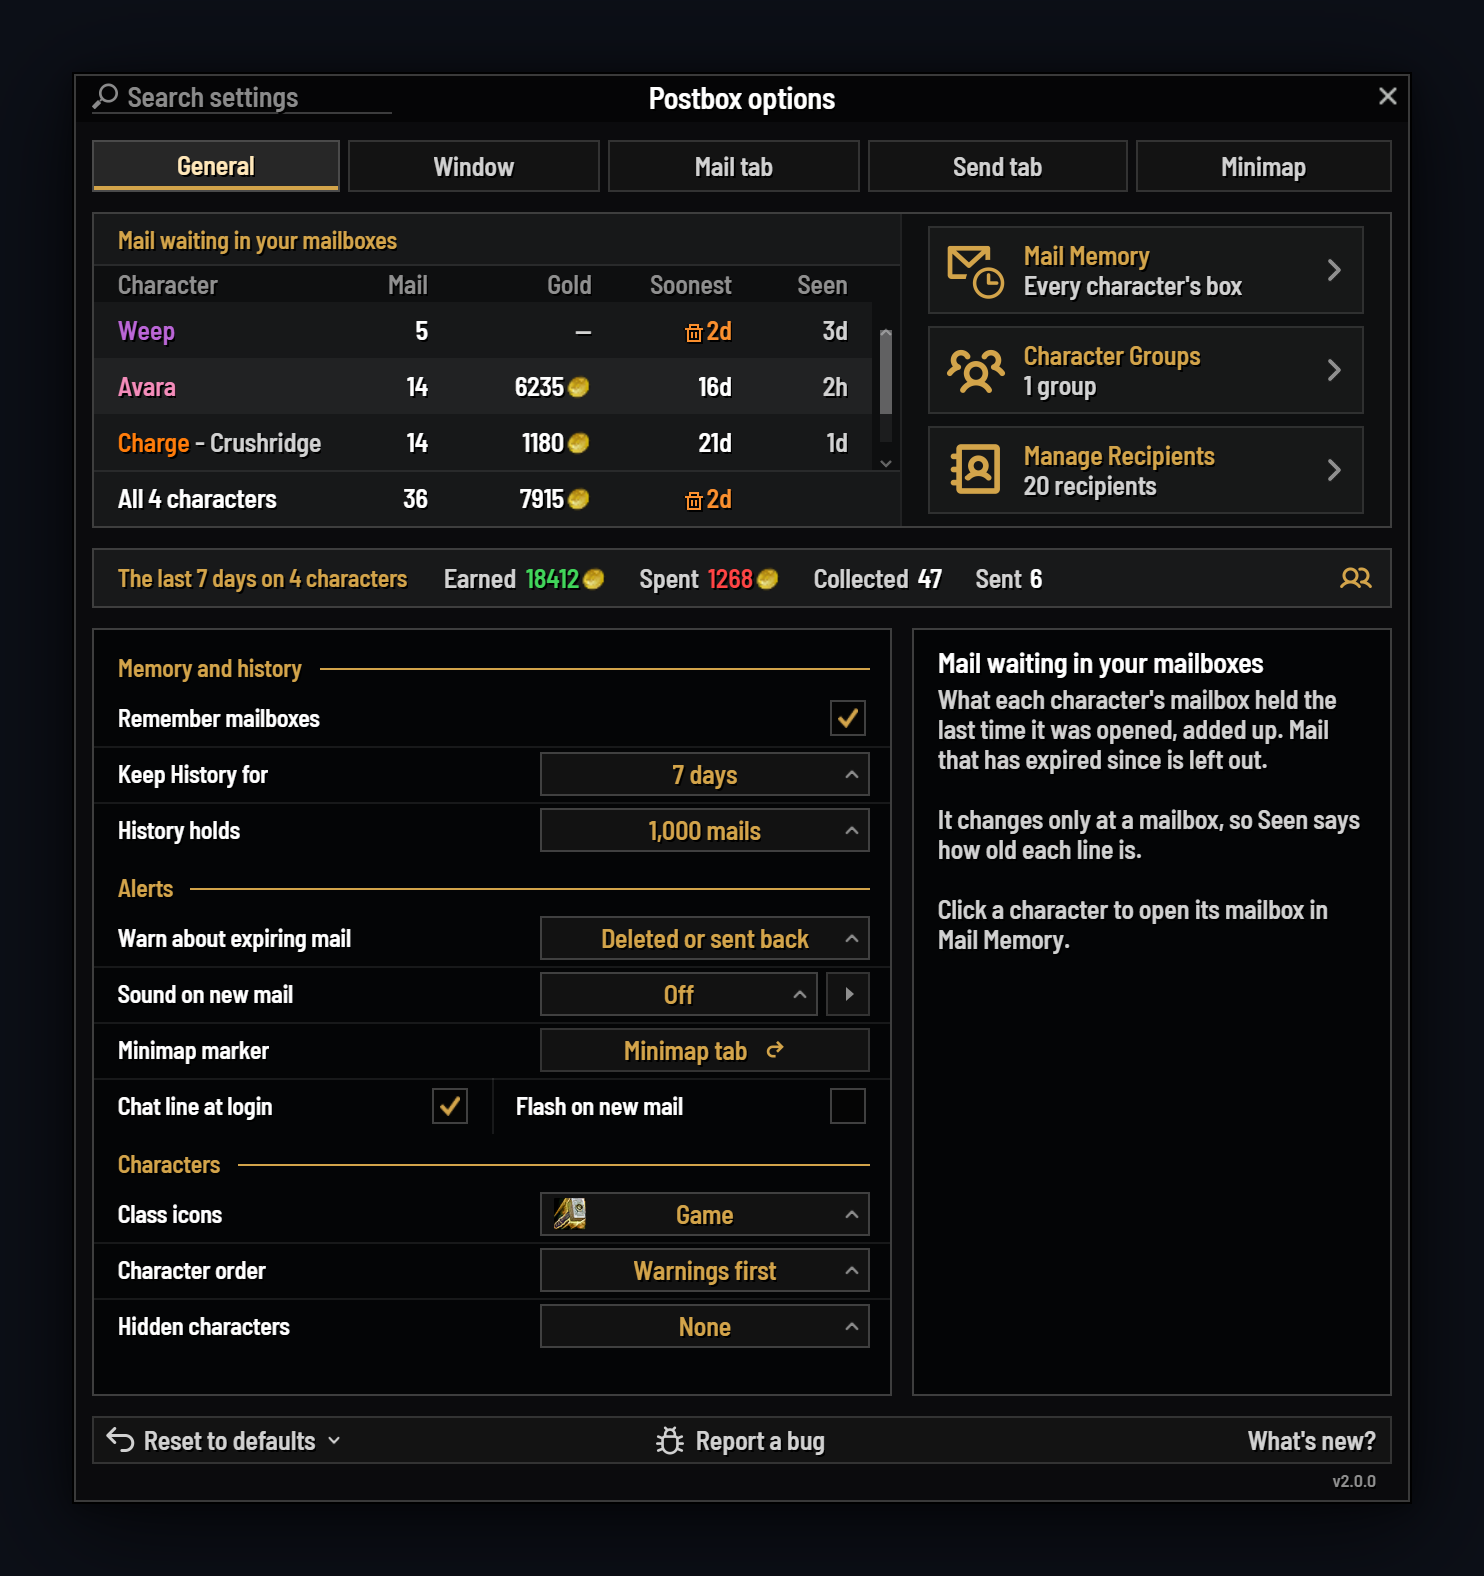 Search settings
Postbox options
General
Window
Mail tab
Send tab
Minimap
Mail waiting in your mailboxes
Character Mail Gold Soonest Seen
Weep 5 – 2d 3d
Avara 14 6235 16d 2h
Charge - Crushridge 14 1180 21d 1d
All 4 characters 36 7915 2d
Mail Memory
Every character's box
Character Groups
1 group
Manage Recipients
20 recipients
The last 7 days on 4 characters Earned 18412 Spent 1268 Collected 47 Sent 6
Memory and history
Remember mailboxes
Keep History for 7 days
History holds 1,000 mails
Alerts
Warn about expiring mail Deleted or sent back
Sound on new mail Off
Minimap marker Minimap tab
Chat line at login Flash on new mail
Characters
Class icons Game
Character order Warnings first
Hidden characters None
Mail waiting in your mailboxes
What each character's mailbox held the
last time it was opened, added up. Mail
that has expired since is left out.
It changes only at a mailbox, so Seen says
how old each line is.
Click a character to open its mailbox in
Mail Memory.
Reset to defaults
Report a bug
What's new?
v2.0.0